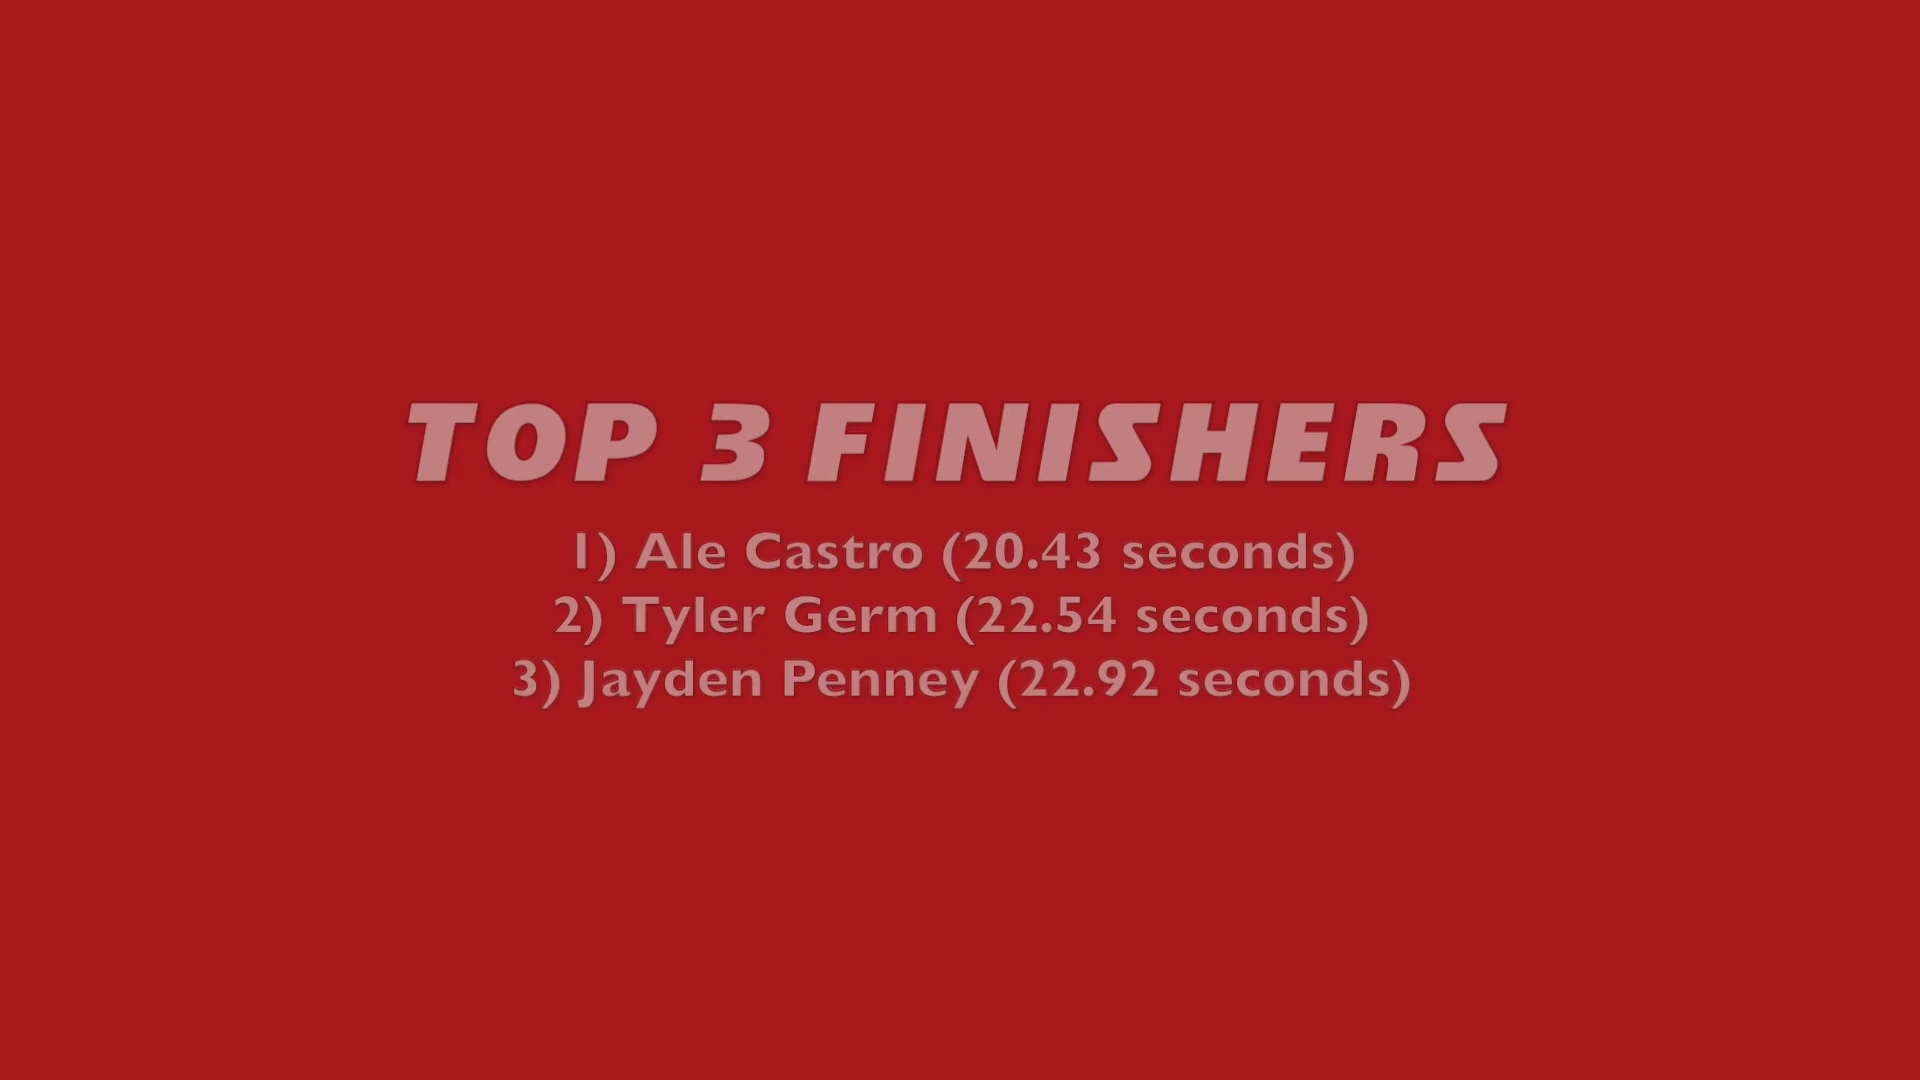 TOP 3 FINISHERS
1) Ale Castro (20.43 seconds)
2) Tyler Germ (22.54 seconds)
3) Jayden Penney (22.92 seconds)